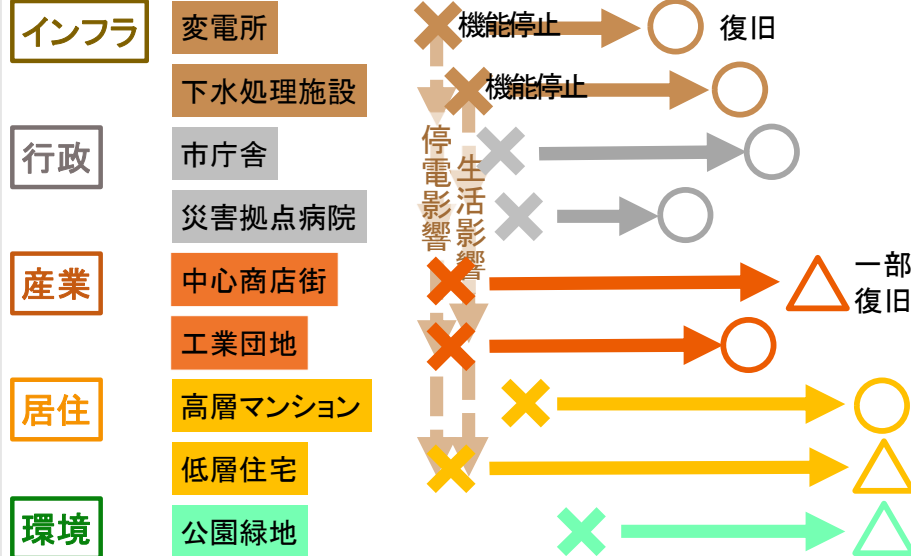 インフラ
変電所
機能停止
復旧
下水処理施設
機能停止
行政
市庁舎
停電影響
生活影響
災害拠点病院
産業
中心商店街
一部
復旧
工業団地
居住
高層マンション
低層住宅
環境
公園緑地